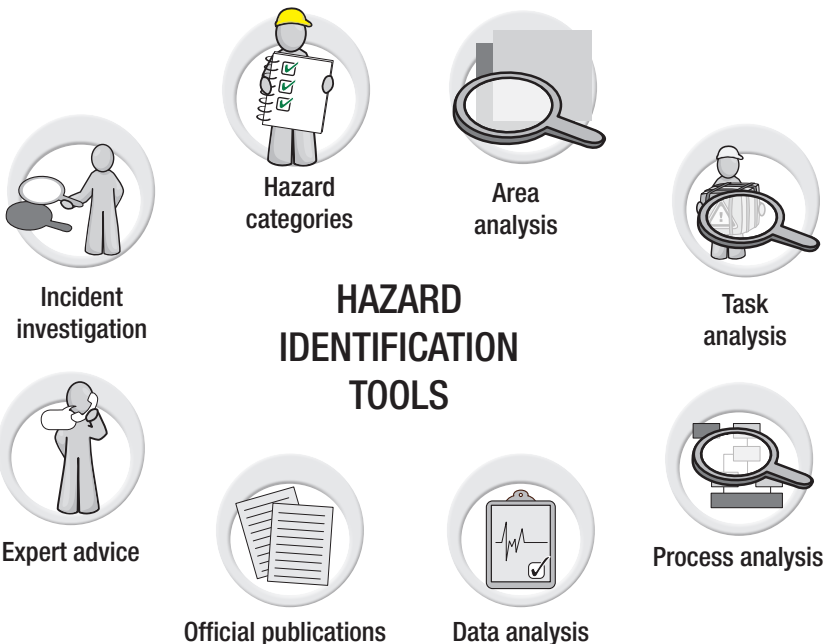 Hazard
categories
Area
analysis
Incident
investigation
HAZARD
IDENTIFICATION
TOOLS
Task
analysis
Expert advice
Process analysis
Official publications
Data analysis